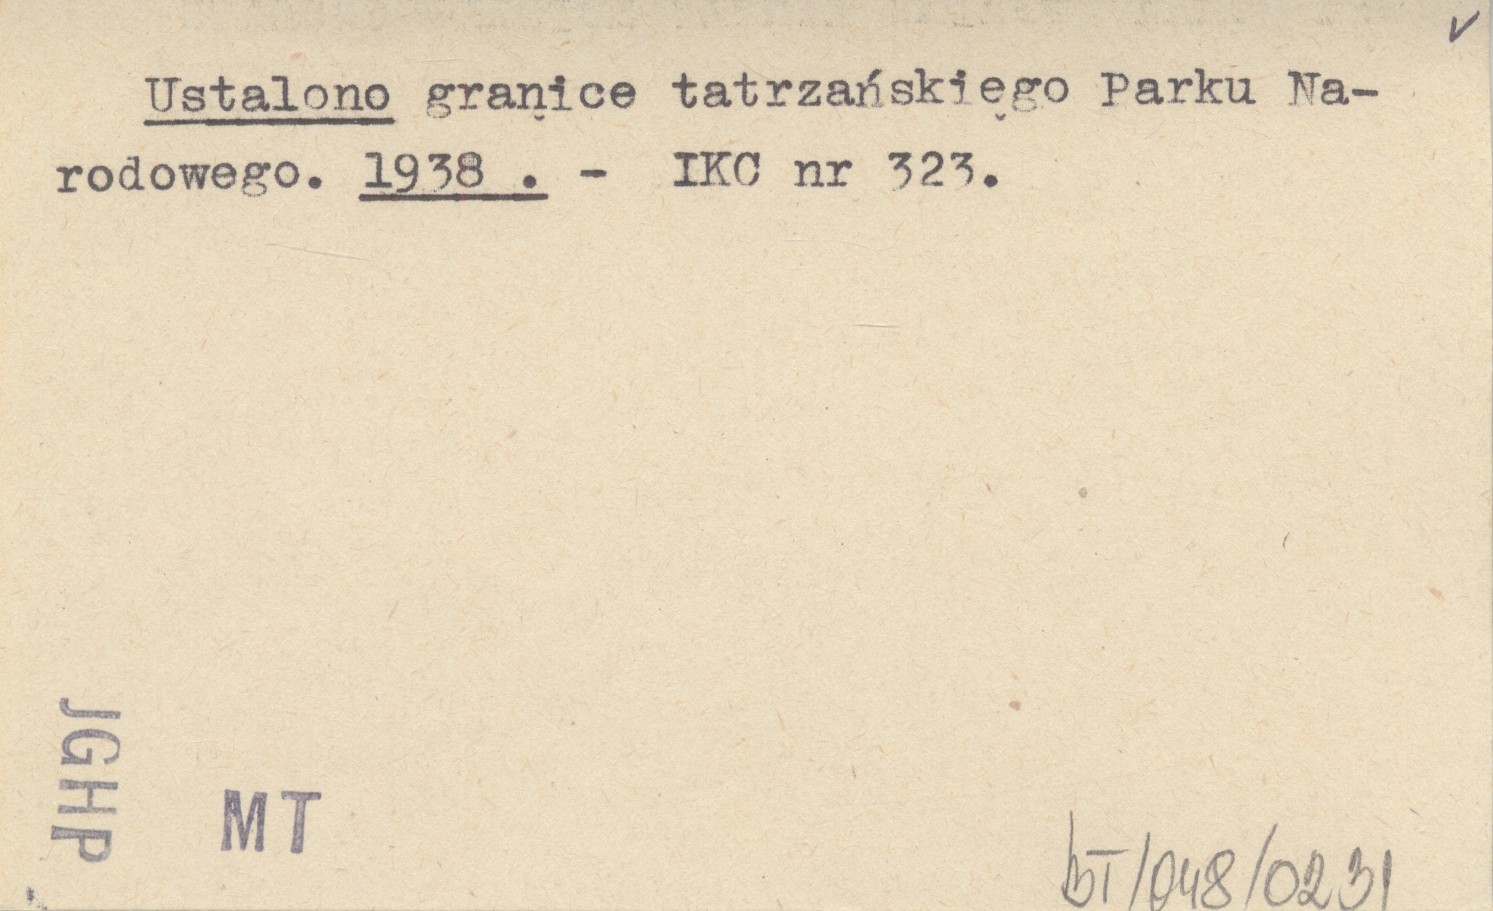 ✓
Ustalono granice tatrzańskiego Parku Na-
rodowego. 1938 . - IKC nr 323.
JGHP
MT
bT/048/0231